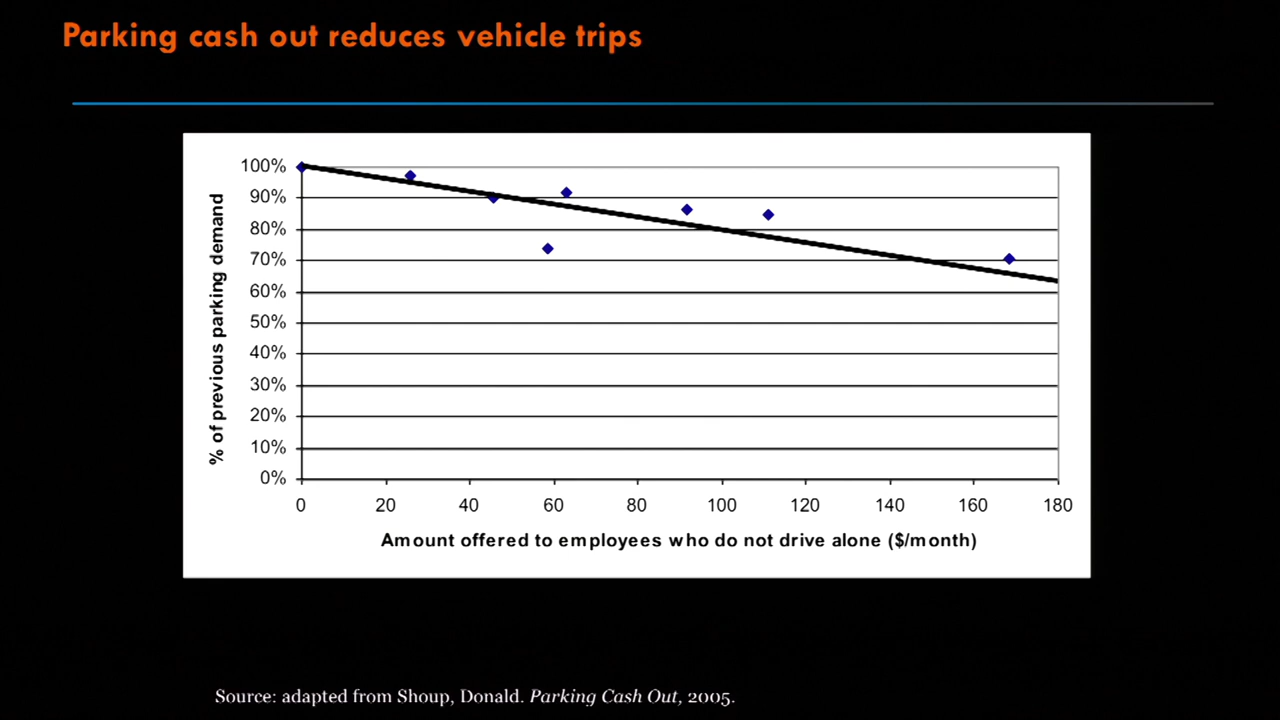 Parking cash out reduces vehicle trips
% of previous parking demand
100%
90%
80%
70%
60%
50%
40%
30%
20%
10%
0%
0 20 40 60 80 100 120 140 160 180
Amount offered to employees who do not drive alone ($/month)
Source: adapted from Shoup, Donald. Parking Cash Out, 2005.